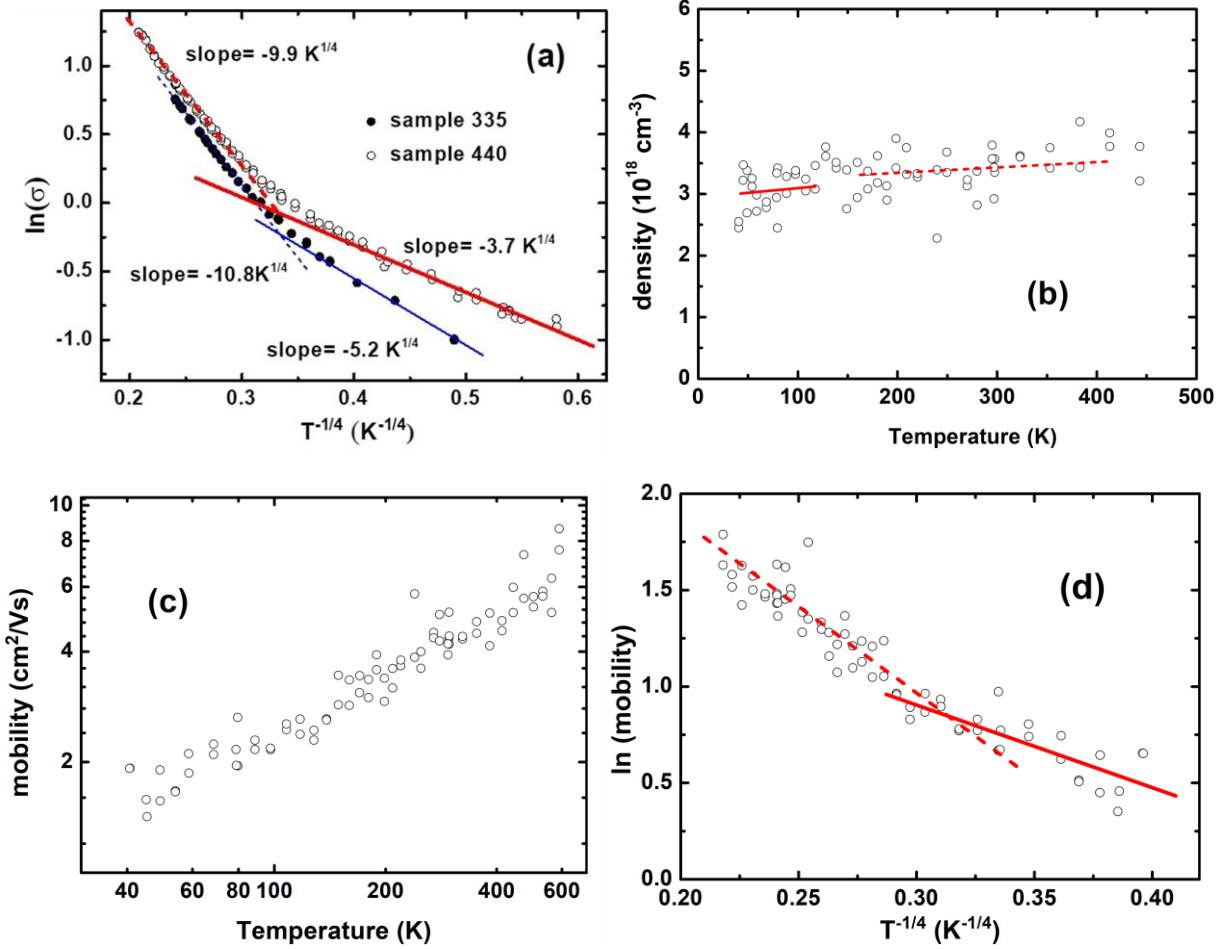 (a)
slope= -9.9 K^1/4
sample 335
sample 440
slope= -3.7 K^1/4
slope= -10.8K^1/4
slope= -5.2 K^1/4
ln(σ)
1.0
0.5
0.0
-0.5
-1.0
0.2 0.3 0.4 0.5 0.6
T^-1/4 (K^-1/4)
(b)
density (10^18 cm^-3)
6
5
4
3
2
1
0
0 100 200 300 400 500
Temperature (K)
(c)
mobility (cm^2/Vs)
10
8
6
4
2
40 60 80 100 200 400 600
Temperature (K)
(d)
ln (mobility)
2.0
1.5
1.0
0.5
0.0
0.20 0.25 0.30 0.35 0.40
T^-1/4 (K^-1/4)